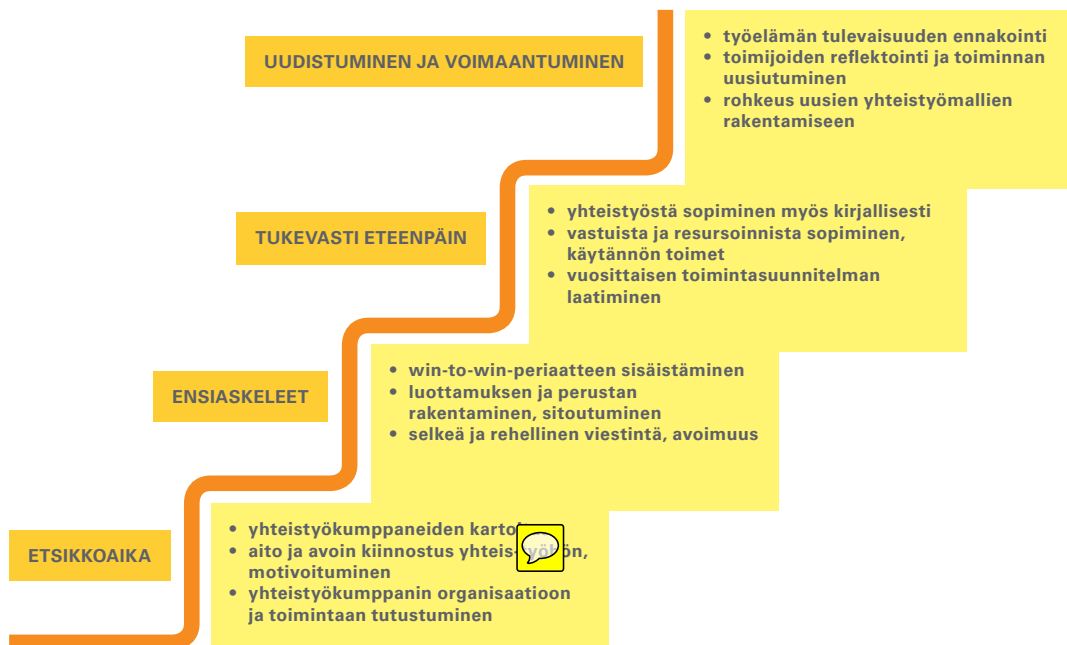 UUDISTUMINEN JA VOIMAANTUMINEN
• työelämän tulevaisuuden ennakointi
• toimijoiden reflektointi ja toiminnan
uusiutuminen
• rohkeus uusien yhteistyömallien
rakentamiseen
TUKEVASTI ETEENPÄIN
• yhteistyöstä sopiminen myös kirjallisesti
• vastuista ja resursoinnista sopiminen,
käytännön toimet
• vuosittaisen toimintasuunnitelman
laatiminen
ENSIASKELEET
• win-to-win-periaatteen sisäistäminen
• luottamuksen ja perustan
rakentaminen, sitoutuminen
• selkeä ja rehellinen viestintä, avoimuus
ETSIKKOAIKA
• yhteistyökumppaneiden
• aito ja avoin kiinnostus yhteis-työhön,
motivoituminen
• yhteistyökumppanin organisaatioon
ja toimintaan tutustuminen